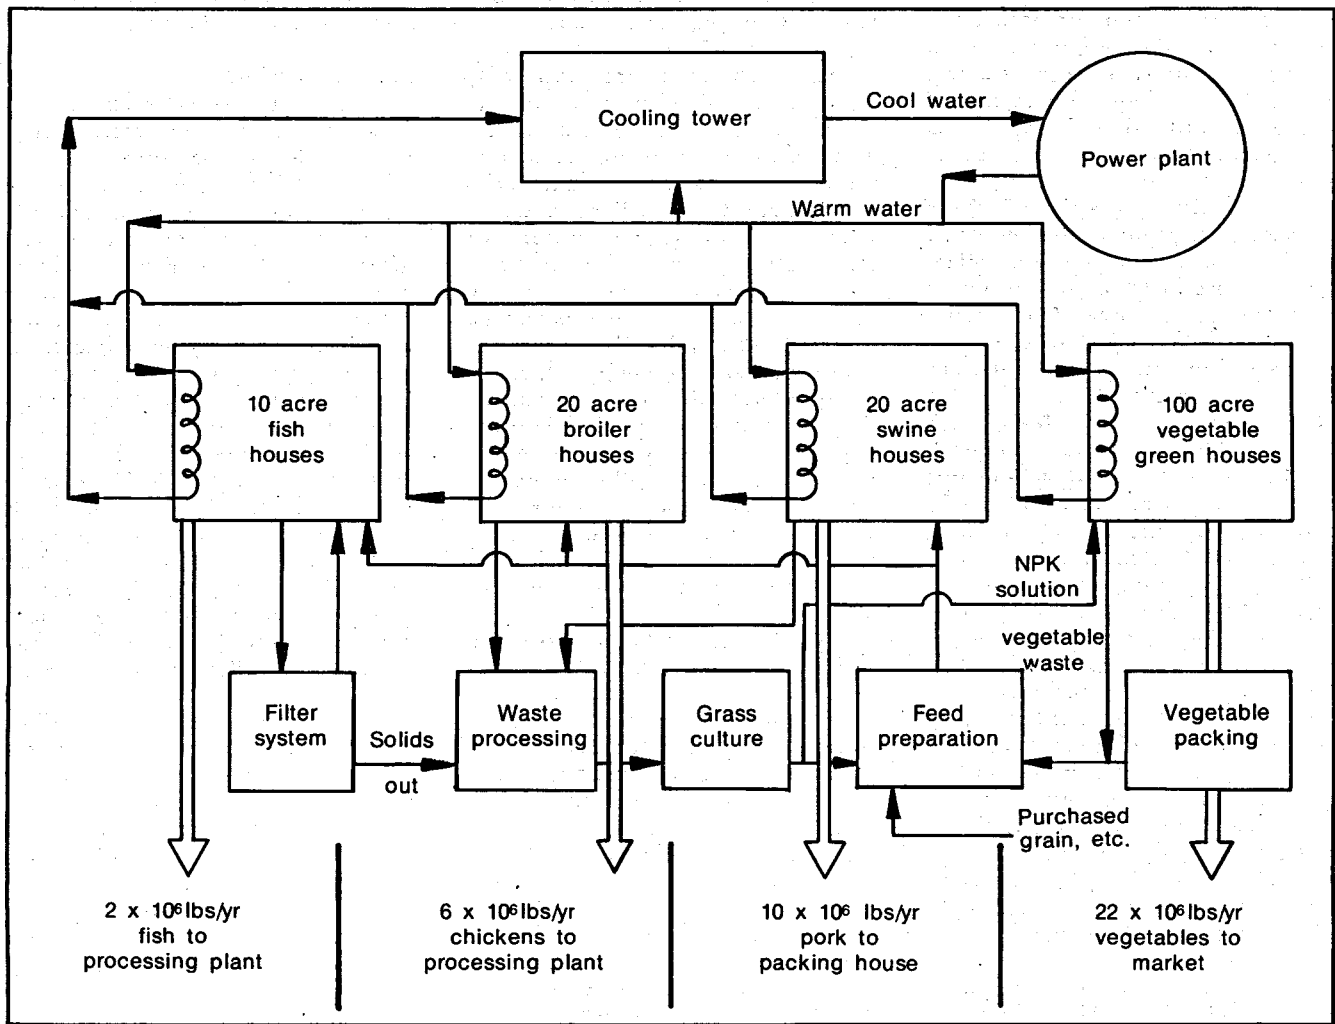 Cooling tower
Cool water
Power plant
Warm water
10 acre
fish
houses
20 acre
broiler
houses
20 acre
swine
houses
100 acre
vegetable
green houses
NPK
solution
vegetable
waste
Filter
system
Solids
out
Waste
processing
Grass
culture
Feed
preparation
Vegetable
packing
Purchased
grain, etc.
2 x 10⁶ lbs/yr
fish to
processing plant
6 x 10⁶ lbs/yr
chickens to
processing plant
10 x 10⁶ lbs/yr
pork to
packing house
22 x 10⁶ lbs/yr
vegetables to
market